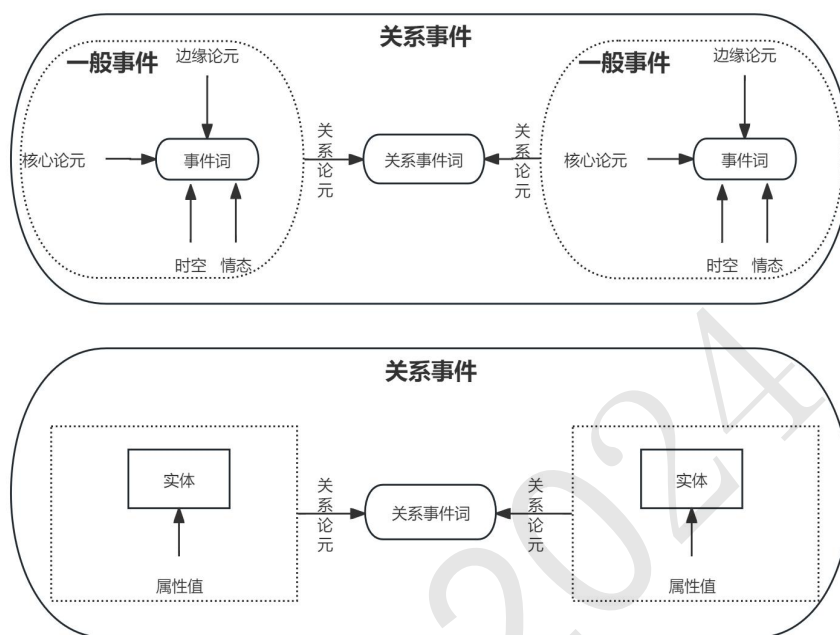 关系事件
一般事件
边缘论元
核心论元
事件词
时空
情态
关系论元
关系事件词
关系论元
一般事件
边缘论元
核心论元
事件词
时空
情态
关系事件
实体
属性值
关系论元
关系事件词
关系论元
实体
属性值
2024